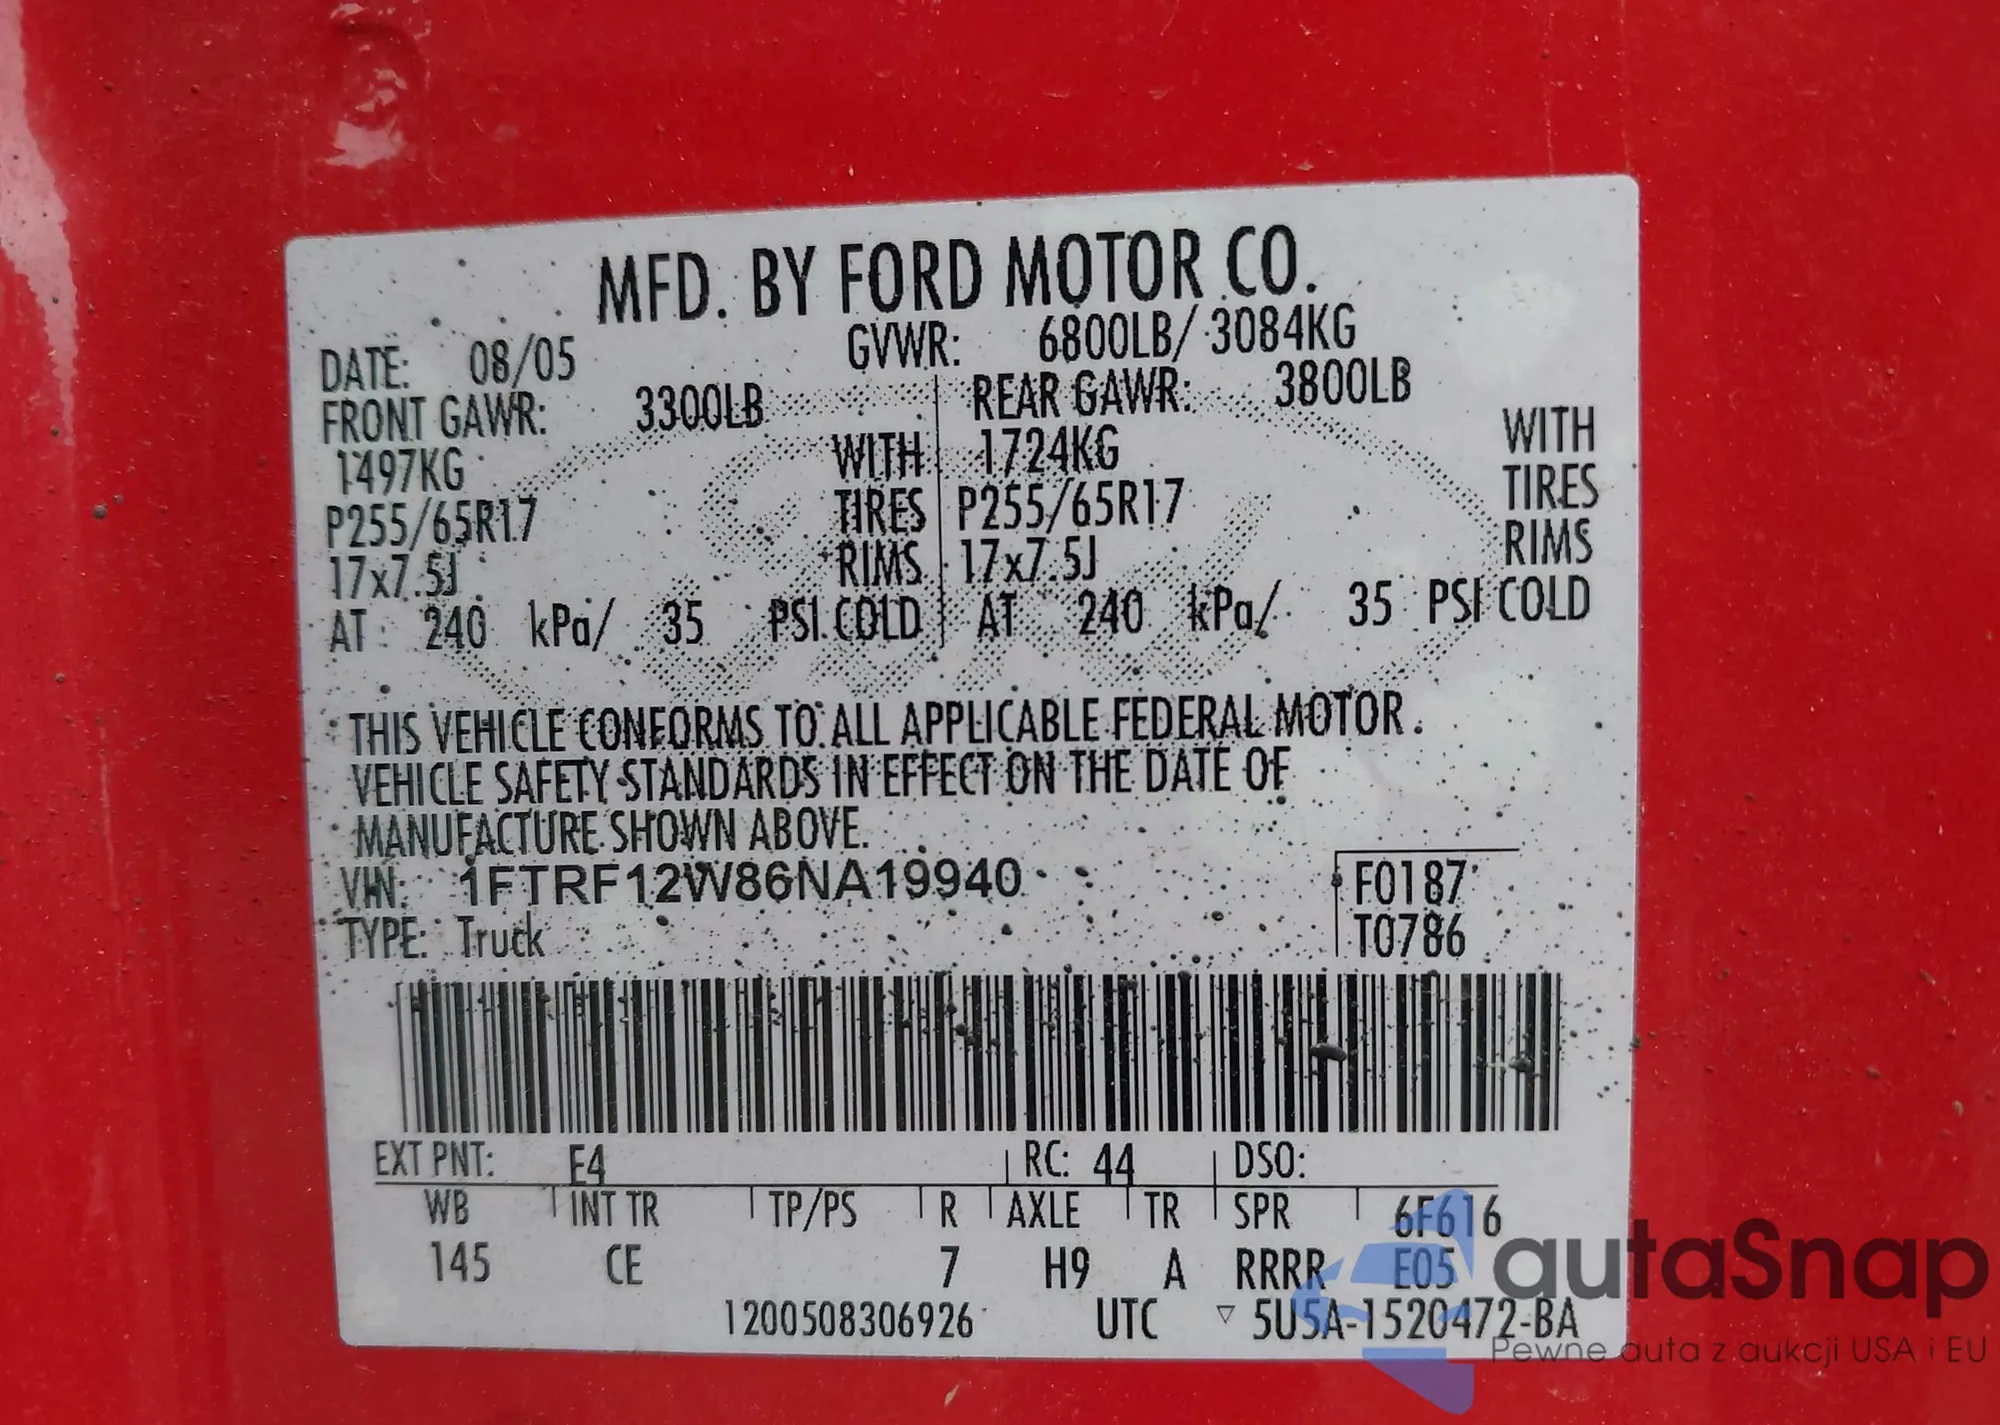 MFD. BY FORD MOTOR CO.
DATE: 08/05 GVWR: 6800LB/ 3084KG
FRONT GAWR: 3300LB REAR GAWR: 3800LB
1497KG WITH 1724KG WITH
P255/65R17 TIRES P255/65R17 TIRES
17x7.5J RIMS 17x7.5J RIMS
AT 240 kPa/ 35 PSI COLD AT 240 kPa/ 35 PSI COLD
THIS VEHICLE CONFORMS TO ALL APPLICABLE FEDERAL MOTOR
VEHICLE SAFETY STANDARDS IN EFFECT ON THE DATE OF
MANUFACTURE SHOWN ABOVE.
VIN: 1FTRF12W86NA19940 F0187
TYPE: Truck T0786
EXT PNT: E4 RC: 44 DSO:
WB INT TR TP/PS R AXLE TR SPR 6F616
145 CE 7 H9 A RRRR E05
1200508306926 UTC ▽ 5U5A-1520472-BA
autaSnap
Pewne auta z aukcji USA i EU